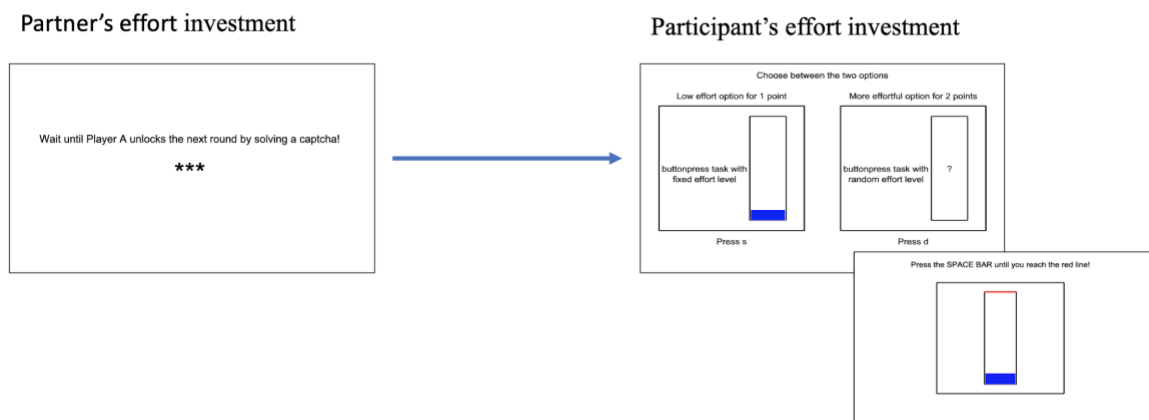 Partner’s effort investment
Participant’s effort investment
Wait until Player A unlocks the next round by solving a captcha!
***
Choose between the two options
Low effort option for 1 point
More effortful option for 2 points
buttonpress task with
fixed effort level
buttonpress task with
random effort level
?
Press s
Press d
Press the SPACE BAR until you reach the red line!